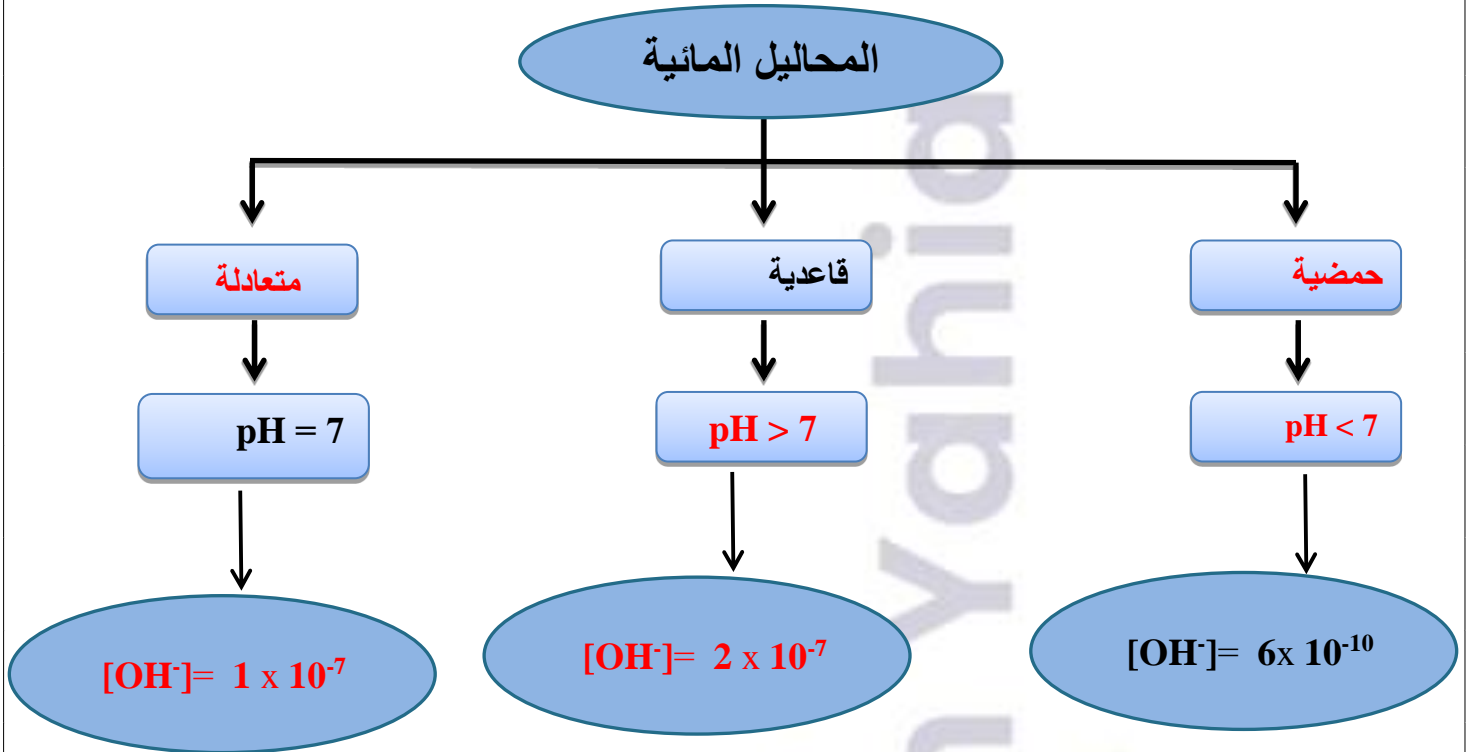 المحاليل المائية
حمضية
قاعدية
متعادلة
pH < 7
pH > 7
pH = 7
[OH⁻]= 6x 10⁻¹⁰
[OH⁻]= 2 x 10⁻⁷
[OH⁻]= 1 x 10⁻⁷
Yahia